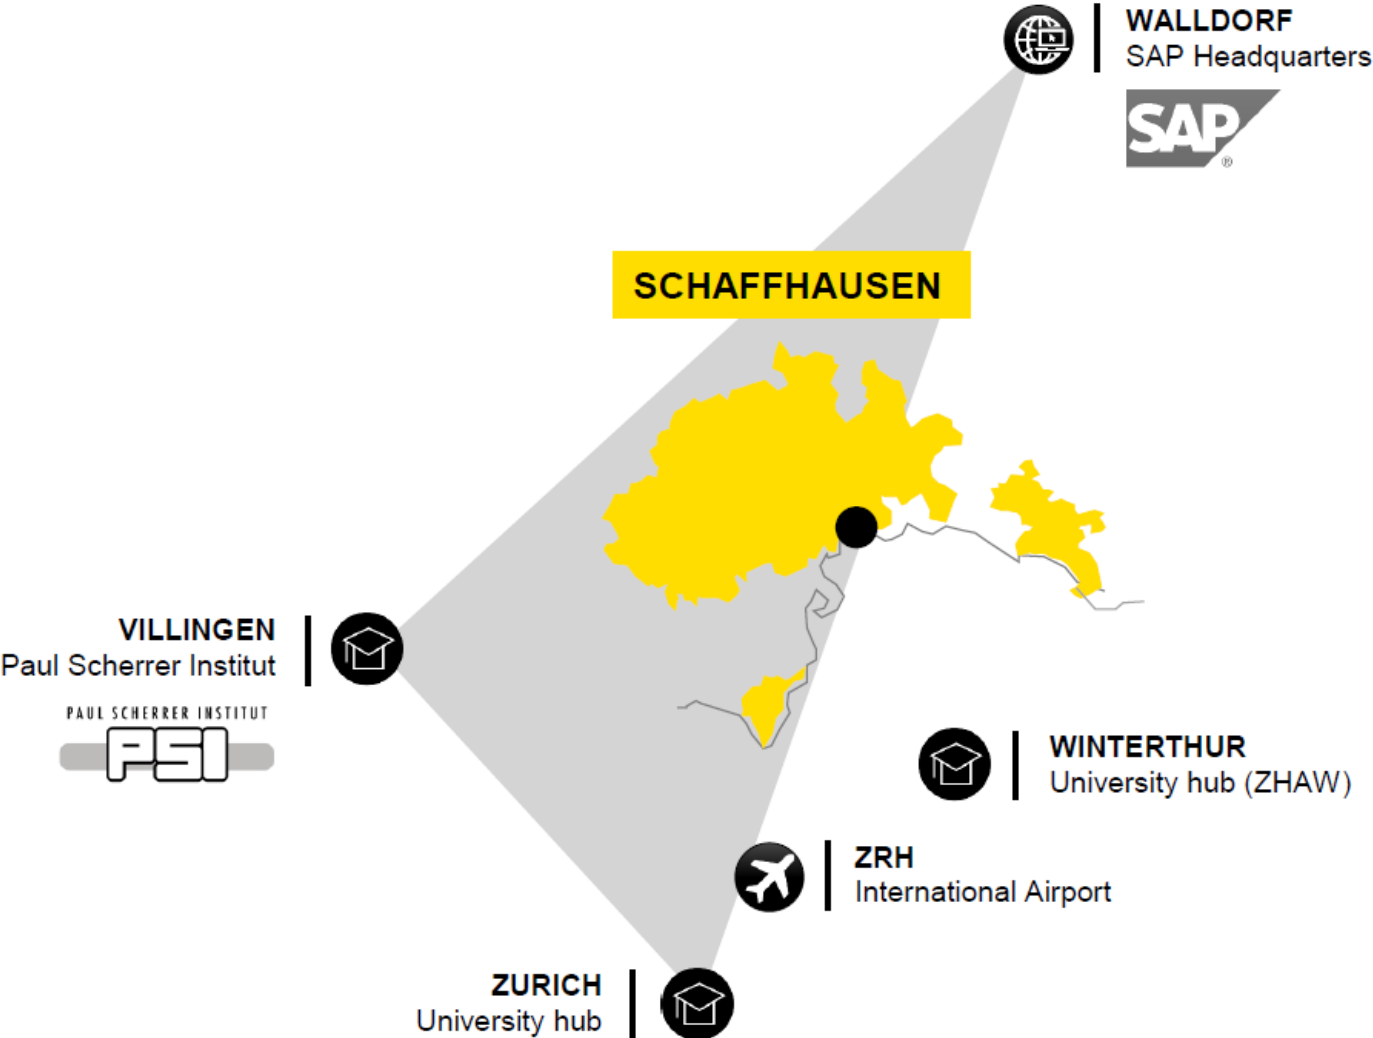 WALLDORF
SAP Headquarters
SAP
®
SCHAFFHAUSEN
VILLINGEN
Paul Scherrer Institut
PAUL SCHERRER INSTITUT
PSI
WINTERTHUR
University hub (ZHAW)
ZRH
International Airport
ZURICH
University hub